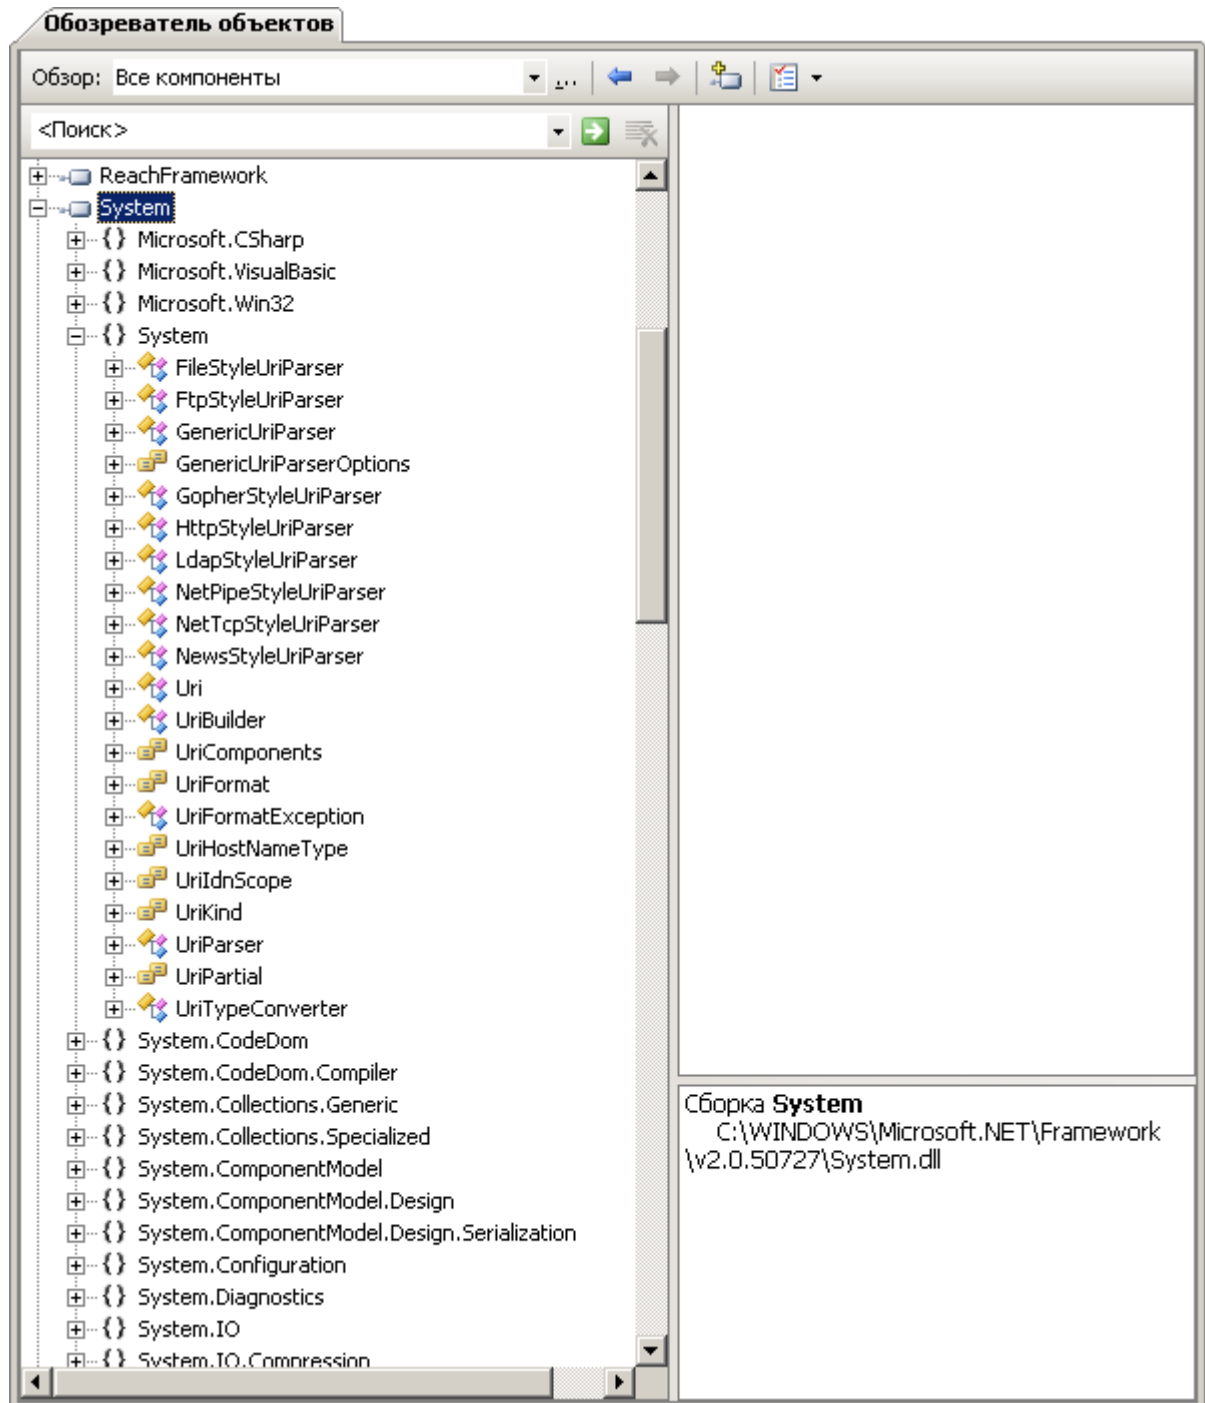 Обозреватель объектов
Обзор: Все компоненты
<Поиск>
ReachFramework
System
{} Microsoft.CSharp
{} Microsoft.VisualBasic
{} Microsoft.Win32
{} System
FileStyleUriParser
FtpStyleUriParser
GenericUriParser
GenericUriParserOptions
GopherStyleUriParser
HttpStyleUriParser
LdapStyleUriParser
NetPipeStyleUriParser
NetTcpStyleUriParser
NewsStyleUriParser
Uri
UriBuilder
UriComponents
UriFormat
UriFormatException
UriHostNameType
UriIdnScope
UriKind
UriParser
UriPartial
UriTypeConverter
{} System.CodeDom
{} System.CodeDom.Compiler
{} System.Collections.Generic
{} System.Collections.Specialized
{} System.ComponentModel
{} System.ComponentModel.Design
{} System.ComponentModel.Design.Serialization
{} System.Configuration
{} System.Diagnostics
{} System.IO
{} System.IO.Compression
Сборка System
C:\WINDOWS\Microsoft.NET\Framework
\v2.0.50727\System.dll